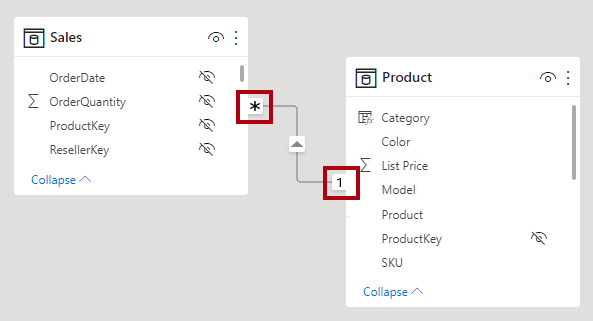 Sales
OrderDate
OrderQuantity
ProductKey
ResellerKey
Collapse
*
1
Product
Category
Color
List Price
Model
Product
ProductKey
SKU
Collapse